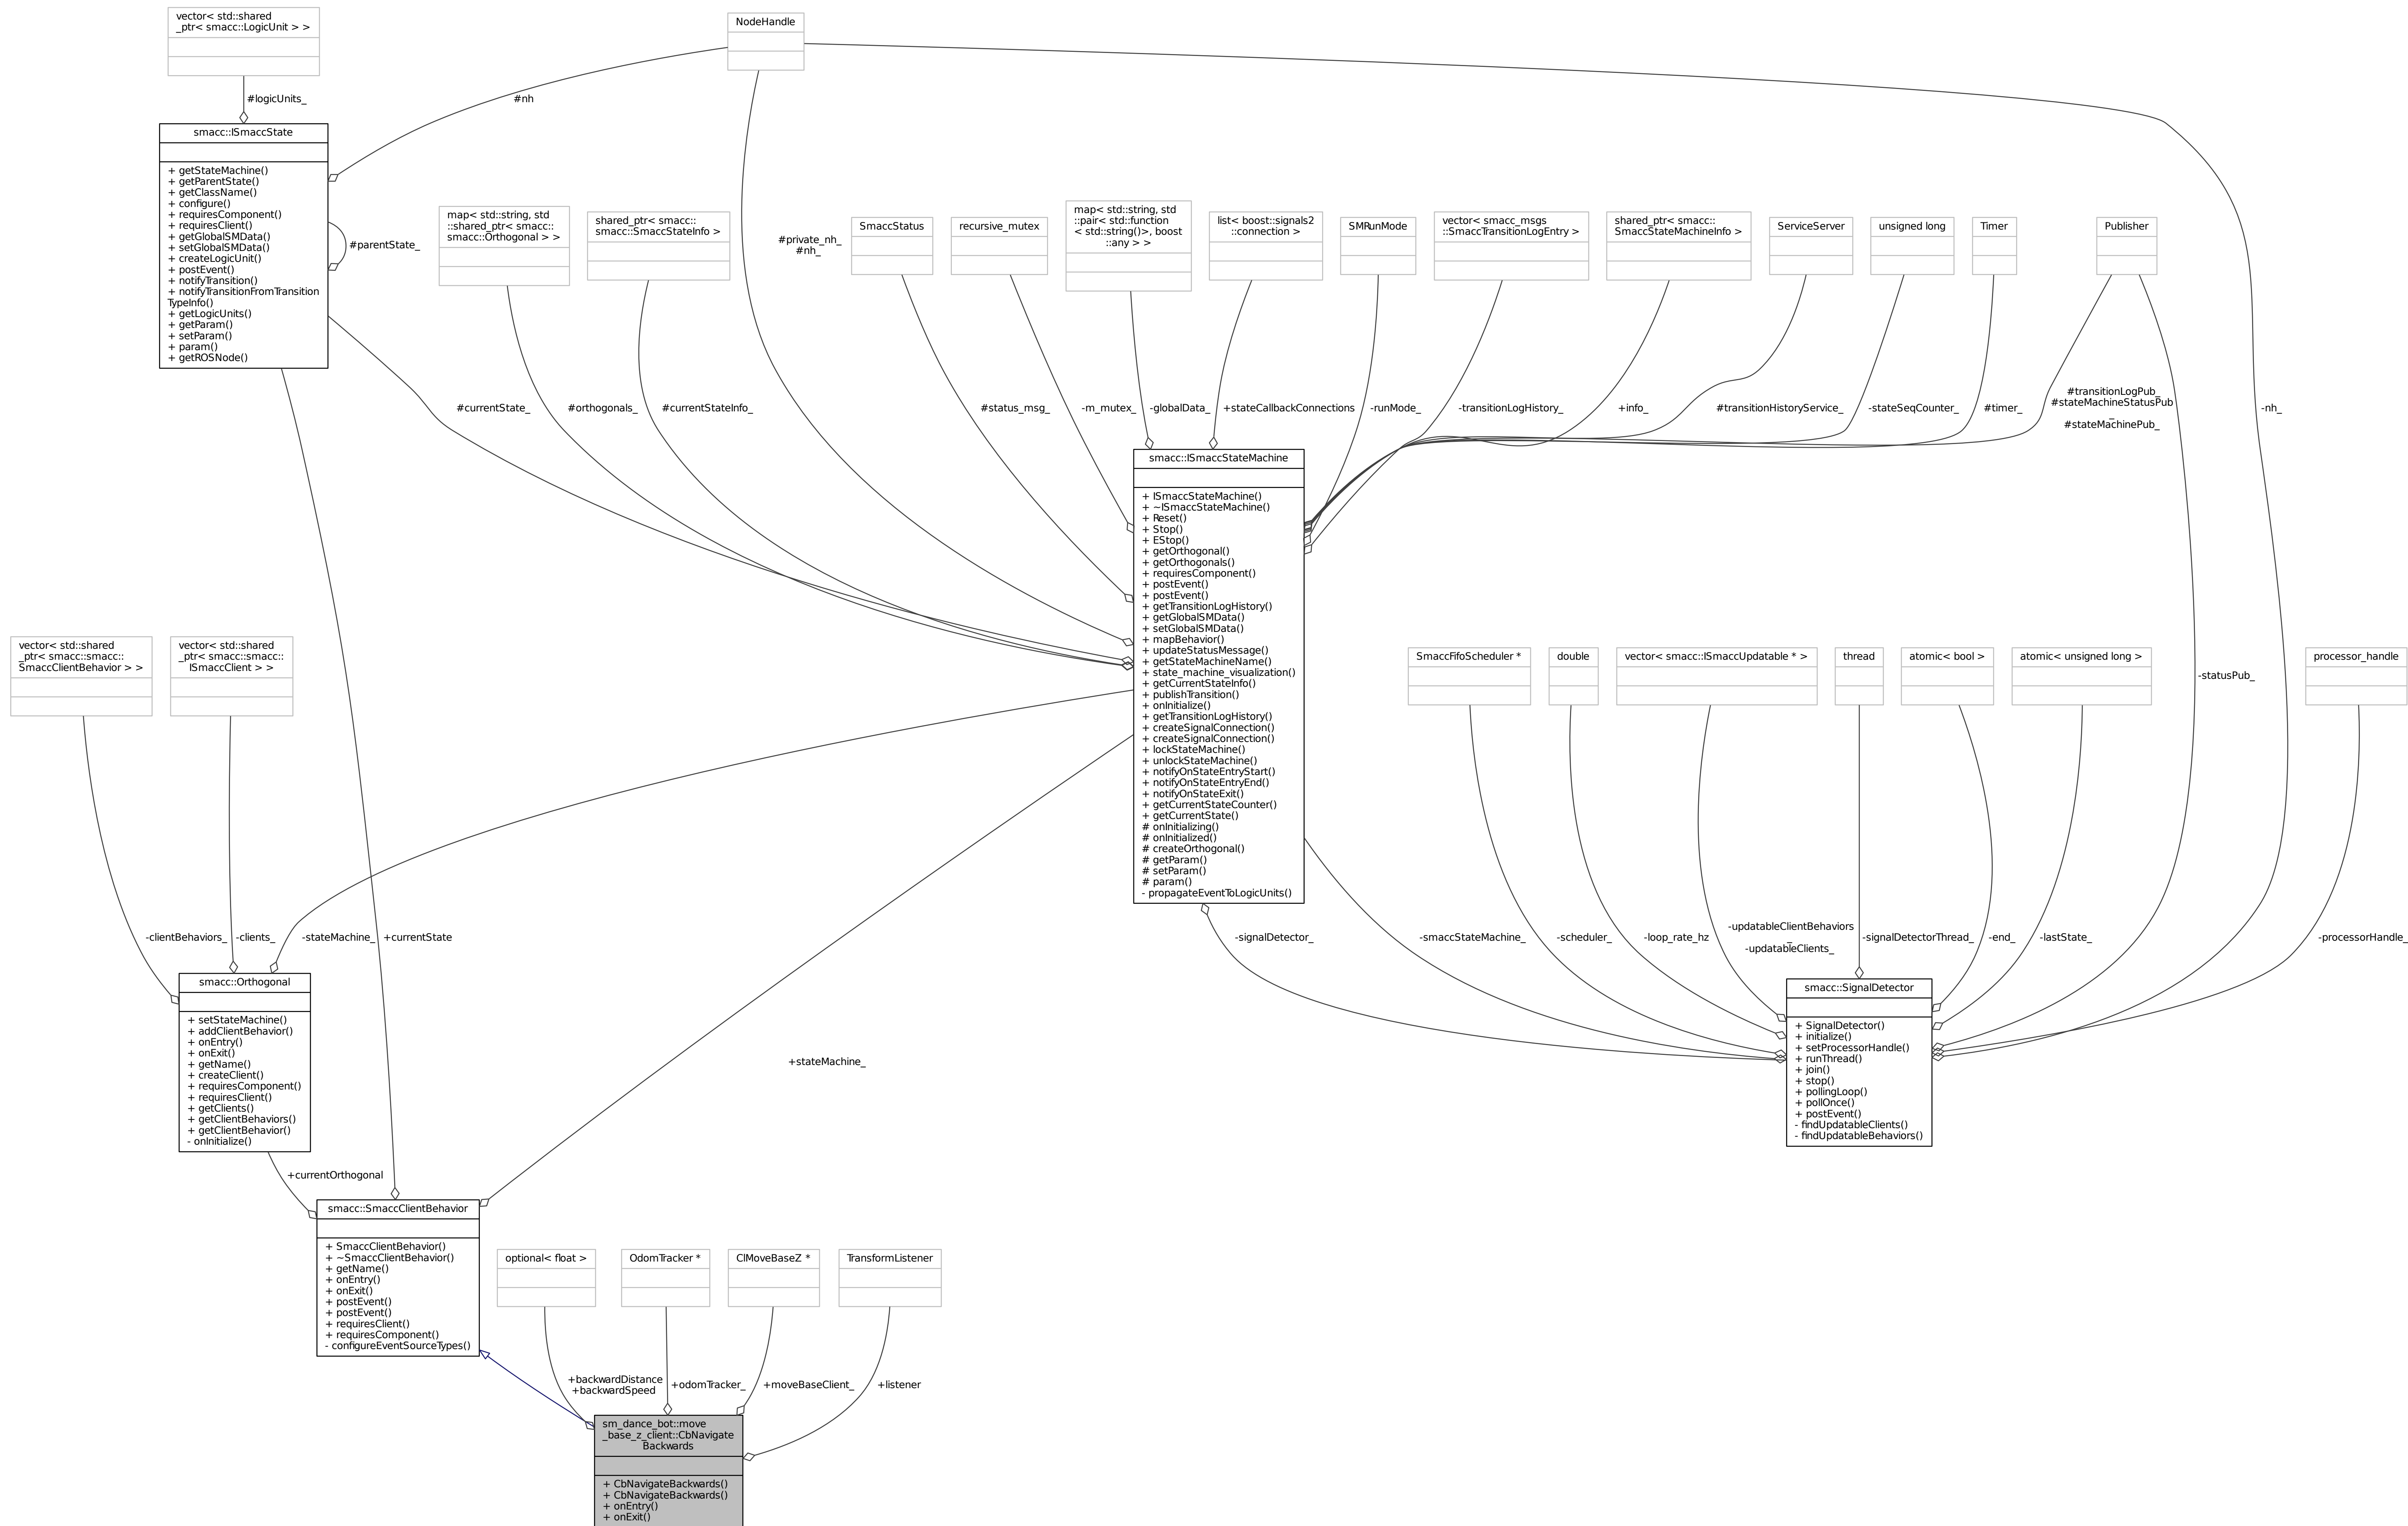 vector< std::shared
_ptr< smacc::LogicUnit > >
NodeHandle
#logicUnits_
#nh
smacc::ISmaccState
+ getStateMachine()
+ getParentState()
+ getClassName()
+ configure()
+ requiresComponent()
+ requiresClient()
+ getGlobalSMData()
+ setGlobalSMData()
+ createLogicUnit()
+ postEvent()
+ notifyTransition()
+ notifyTransitionFromTransition
TypeInfo()
+ getLogicUnits()
+ getParam()
+ setParam()
+ param()
+ getROSNode()
#parentState_
map< std::string, std
::shared_ptr< smacc::
smacc::Orthogonal > >
shared_ptr< smacc::
smacc::SmaccStateInfo >
#private_nh_
#nh_
SmaccStatus
recursive_mutex
map< std::string, std
::pair< std::function
< std::string()>, boost
::any > >
list< boost::signals2
::connection >
SMRunMode
vector< smacc_msgs
::SmaccTransitionLogEntry >
shared_ptr< smacc::
SmaccStateMachineInfo >
ServiceServer
unsigned long
Timer
Publisher
#currentState_
#orthogonals_
#currentStateInfo_
#status_msg_
-m_mutex_
-globalData_
+stateCallbackConnections
-runMode_
-transitionLogHistory_
+info_
#transitionHistoryService_
-stateSeqCounter_
#timer_
#transitionLogPub_
#stateMachineStatusPub
_
#stateMachinePub_
-nh_
smacc::ISmaccStateMachine
+ ISmaccStateMachine()
+ ~ISmaccStateMachine()
+ Reset()
+ Stop()
+ EStop()
+ getOrthogonal()
+ getOrthogonals()
+ requiresComponent()
+ postEvent()
+ postEvent()
+ getTransitionLogHistory()
+ getGlobalSMData()
+ setGlobalSMData()
+ mapBehavior()
+ updateStatusMessage()
+ getStateMachineName()
+ state_machine_visualization()
+ getCurrentStateInfo()
+ publishTransition()
+ onInitialize()
+ getTransitionLogHistory()
+ createSignalConnection()
+ createSignalConnection()
+ lockStateMachine()
+ unlockStateMachine()
+ notifyOnStateEntryStart()
+ notifyOnStateEntryEnd()
+ notifyOnStateExit()
+ getCurrentStateCounter()
+ getCurrentState()
# onInitializing()
# onInitialized()
# createOrthogonal()
# getParam()
# setParam()
# param()
- propagateEventToLogicUnits()
vector< std::shared
_ptr< smacc::smacc::
SmaccClientBehavior > >
vector< std::shared
_ptr< smacc::smacc::
ISmaccClient > >
SmaccFifoScheduler *
double
vector< smacc::ISmaccUpdatable * >
thread
atomic< bool >
atomic< unsigned long >
-statusPub_
processor_handle
-clientBehaviors_
-clients_
-stateMachine_
+currentState
-signalDetector_
-smaccStateMachine_
-scheduler_
-loop_rate_hz
-updatableClientBehaviors
_
-updatableClients_
-signalDetectorThread_
-end_
-lastState_
-processorHandle_
smacc::Orthogonal
+ setStateMachine()
+ addClientBehavior()
+ onEntry()
+ onExit()
+ getName()
+ createClient()
+ requiresComponent()
+ requiresClient()
+ getClients()
+ getClientBehaviors()
+ getClientBehavior()
- onInitialize()
smacc::SignalDetector
+ SignalDetector()
+ initialize()
+ setProcessorHandle()
+ runThread()
+ join()
+ stop()
+ pollingLoop()
+ pollOnce()
+ postEvent()
- findUpdatableClients()
- findUpdatableBehaviors()
+stateMachine_
+currentOrthogonal
smacc::SmaccClientBehavior
+ SmaccClientBehavior()
+ ~SmaccClientBehavior()
+ getName()
+ onEntry()
+ onExit()
+ postEvent()
+ postEvent()
+ requiresClient()
+ requiresComponent()
- configureEventSourceTypes()
optional< float >
OdomTracker *
ClMoveBaseZ *
TransformListener
+backwardDistance
+backwardSpeed
+odomTracker_
+moveBaseClient_
+listener
sm_dance_bot::move
_base_z_client::CbNavigate
Backwards
+ CbNavigateBackwards()
+ CbNavigateBackwards()
+ onEntry()
+ onExit()